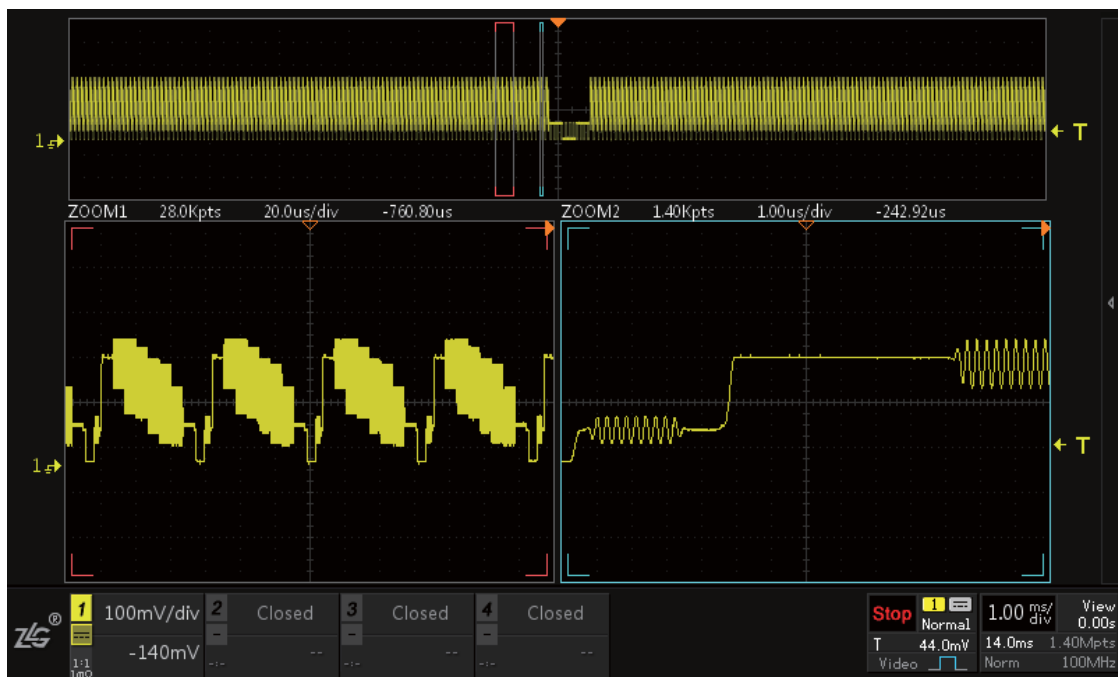 T
1
ZOOM1 28.0Kpts 20.0us/div -760.80us ZOOM2 1.40Kpts 1.00us/div -242.92us
T
1
ZLG®
1 100mV/div 2 Closed 3 Closed 4 Closed
-140mV -- -- --
1:1
1mΩ
Stop 1 Normal 1.00 ms/div View 0.00s
T 44.0mV 14.0ms 1.40Mpts
Video Norm 100MHz